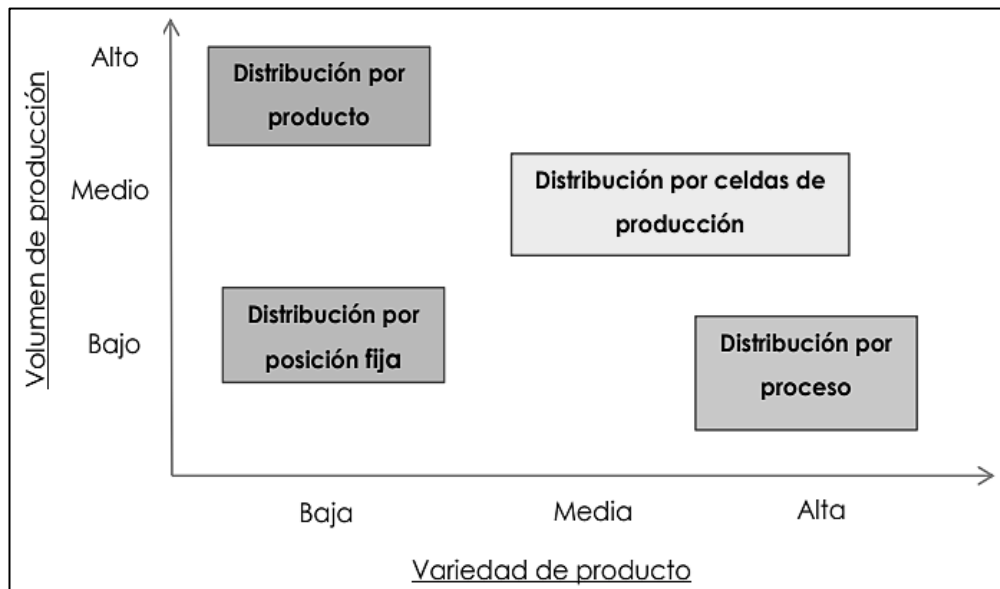 Volumen de producción
Alto
Medio
Bajo
Distribución por
producto
Distribución por celdas de
producción
Distribución por
posición fija
Distribución por
proceso
Baja
Media
Alta
Variedad de producto